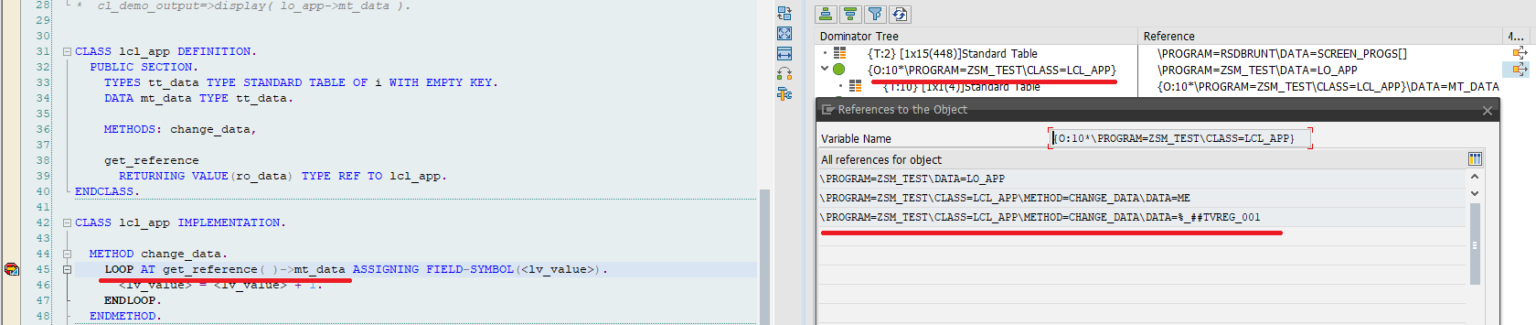 28 * cl_demo_output=>display( lo_app->mt_data ).
29
30
31 CLASS lcl_app DEFINITION.
32 PUBLIC SECTION.
33 TYPES tt_data TYPE STANDARD TABLE OF i WITH EMPTY KEY.
34 DATA mt_data TYPE tt_data.
35
36 METHODS: change_data,
37
38 get_reference
39 RETURNING VALUE(ro_data) TYPE REF TO lcl_app.
40 ENDCLASS.
41
42 CLASS lcl_app IMPLEMENTATION.
43
44 METHOD change_data.
45 LOOP AT get_reference( )->mt_data ASSIGNING FIELD-SYMBOL(<lv_value>).
46 <lv_value> = <lv_value> + 1.
47 ENDLOOP.
48 ENDMETHOD.
Dominator Tree Reference M...
{T:2} [1x15(448)]Standard Table \PROGRAM=RSDBRUNT\DATA=SCREEN_PROGS[]
{O:10*\PROGRAM=ZSM_TEST\CLASS=LCL_APP} \PROGRAM=ZSM_TEST\DATA=LO_APP
{T:10} [1x1(4)]Standard Table {O:10*\PROGRAM=ZSM_TEST\CLASS=LCL_APP}\DATA=MT_DATA
References to the Object
Variable Name {O:10*\PROGRAM=ZSM_TEST\CLASS=LCL_APP}
All references for object
\PROGRAM=ZSM_TEST\DATA=LO_APP
\PROGRAM=ZSM_TEST\CLASS=LCL_APP\METHOD=CHANGE_DATA\DATA=ME
\PROGRAM=ZSM_TEST\CLASS=LCL_APP\METHOD=CHANGE_DATA\DATA=%_##TVREG_001